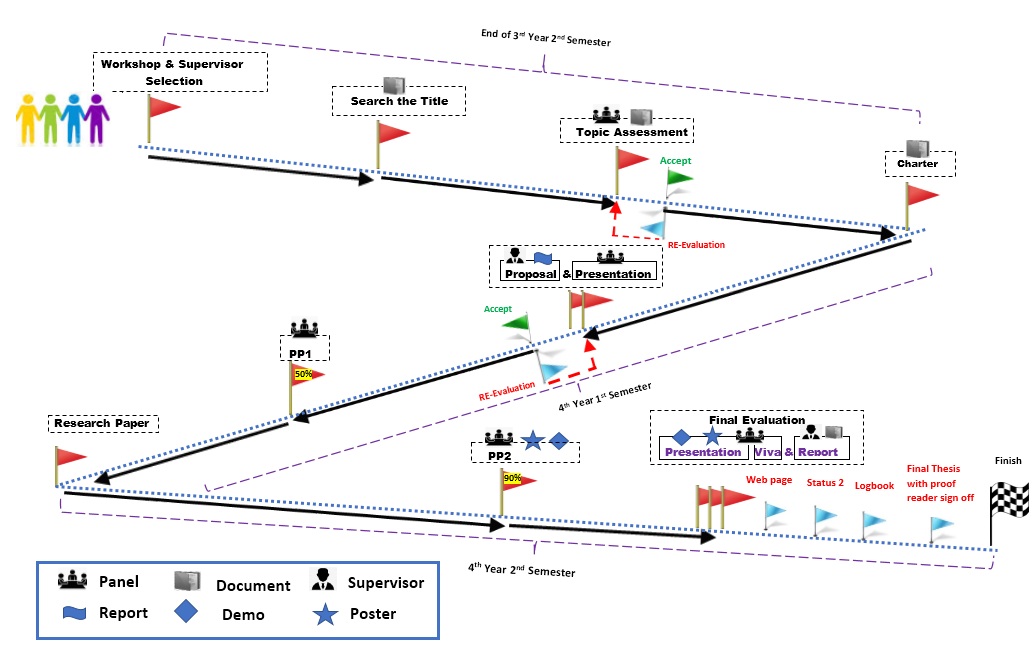 End of 3rd Year 2nd Semester
Workshop & Supervisor
Selection
Search the Title
Topic Assessment
Accept
Charter
RE-Evaluation
Proposal & Presentation
Accept
PP1
50%
RE-Evaluation
4th Year 1st Semester
Research Paper
PP2
90%
Final Evaluation
Presentation Viva & Report
Web page
Status 2
Logbook
Final Thesis
with proof
reader sign off
Finish
4th Year 2nd Semester
Panel Document Supervisor
Report Demo Poster